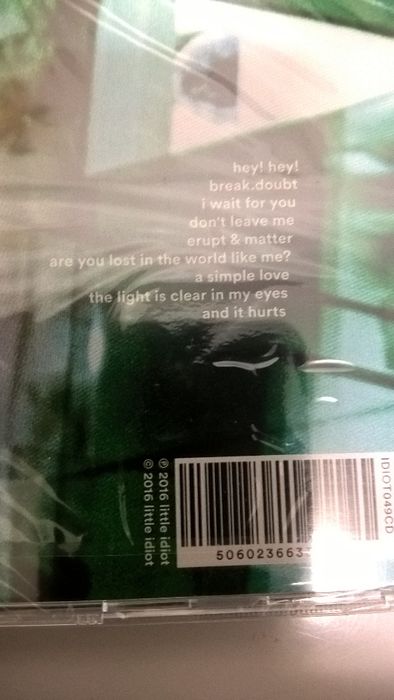 hey! hey!
break.doubt
i wait for you
don't leave me
erupt & matter
are you lost in the world like me?
a simple love
the light is clear in my eyes
and it hurts
℗ 2016 little idiot
© 2016 little idiot
IDIOT049CD
506023663